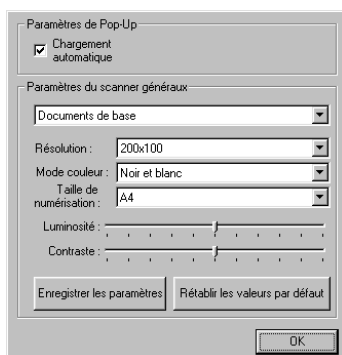 Paramètres de Pop-Up
Chargement
automatique
Paramètres du scanner généraux
Documents de base
Résolution : 200x100
Mode couleur : Noir et blanc
Taille de
numérisation : A4
Luminosité :
Contraste :
Enregistrer les paramètres Rétablir les valeurs par défaut
OK